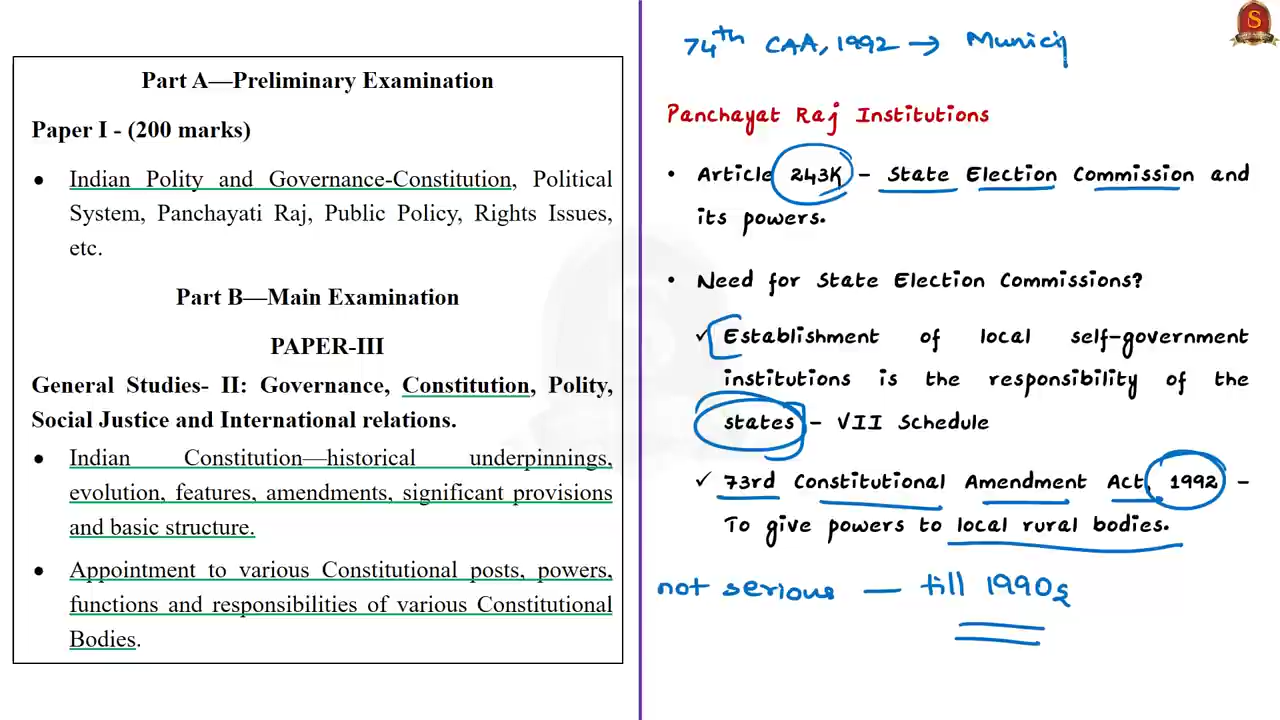 Part A—Preliminary Examination
Paper I - (200 marks)
● Indian Polity and Governance-Constitution, Political
System, Panchayati Raj, Public Policy, Rights Issues,
etc.
Part B—Main Examination
PAPER-III
General Studies- II: Governance, Constitution, Polity,
Social Justice and International relations.
● Indian Constitution—historical underpinnings,
evolution, features, amendments, significant provisions
and basic structure.
● Appointment to various Constitutional posts, powers,
functions and responsibilities of various Constitutional
Bodies.
74th CAA, 1992 → Municip
Panchayat Raj Institutions
• Article 243K - State Election Commission and
its powers.
• Need for State Election Commissions?
✓ Establishment of local self-government
institutions is the responsibility of the
states - VII Schedule
✓ 73rd Constitutional Amendment Act, 1992 -
To give powers to local rural bodies.
not serious — till 1990s
S